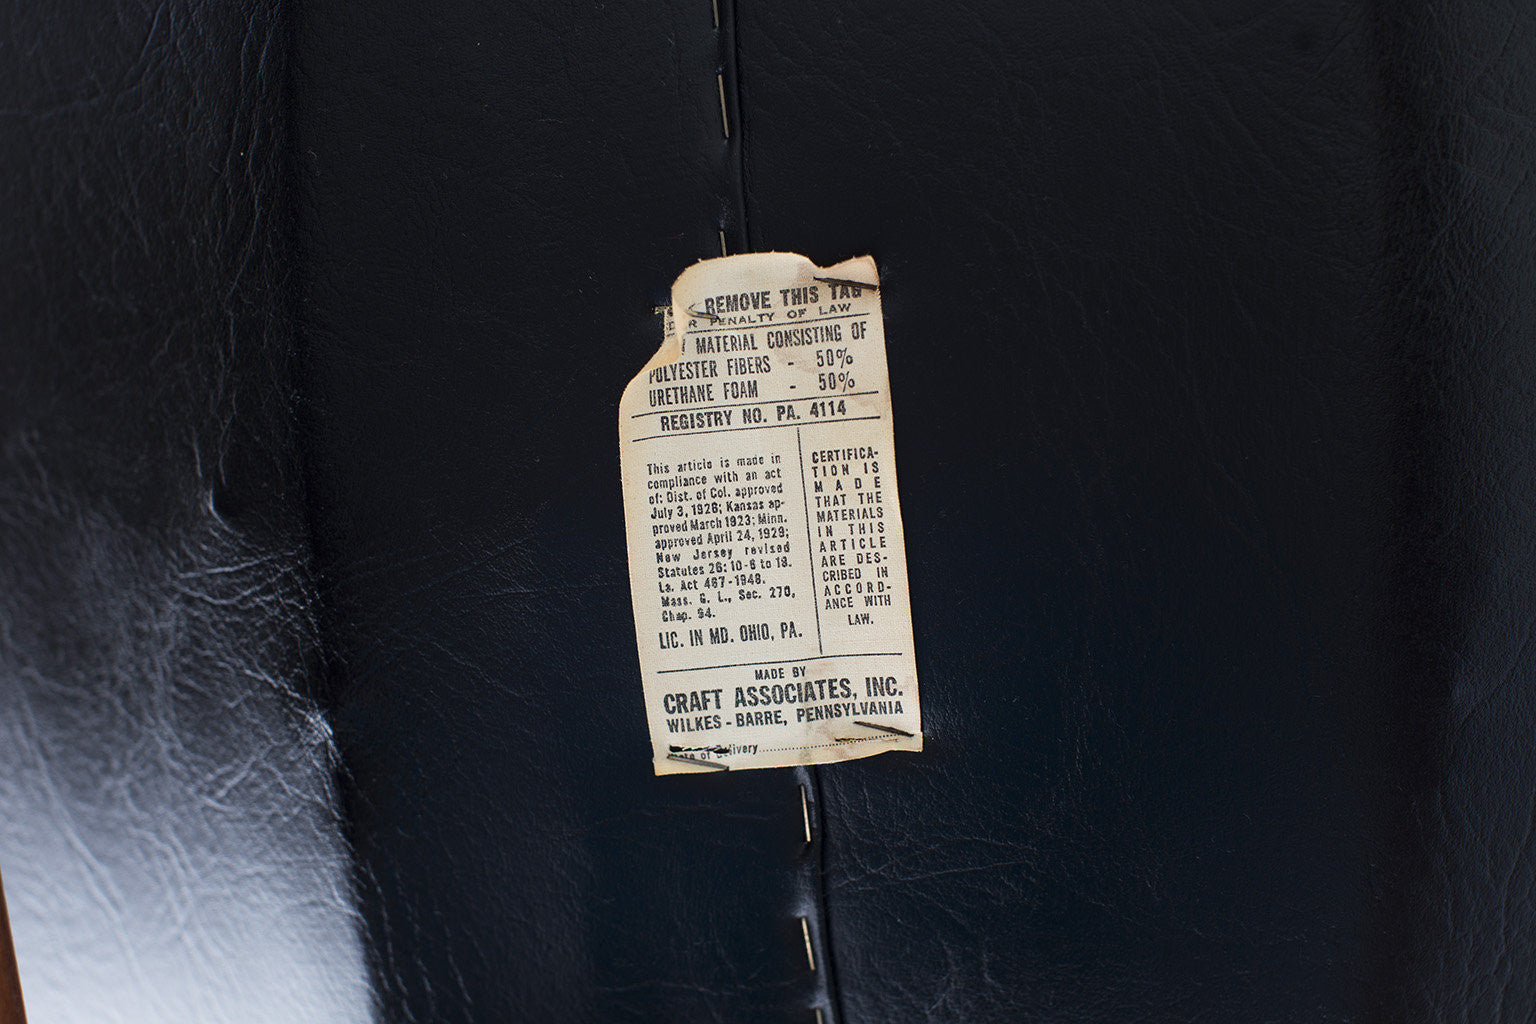 REMOVE THIS TAG
PENALTY OF LAW
MATERIAL CONSISTING OF
POLYESTER FIBERS - 50%
URETHANE FOAM - 50%
REGISTRY NO. PA. 4114
This article is made in
compliance with an act
of: Dist. of Col. approved
July 3, 1926; Kansas ap-
proved March 1923; Minn.
approved April 24, 1929;
New Jersey revised
Statutes 26:10-6 to 18.
La. Act 467-1948.
Mass. G. L., Sec. 270,
Chap. 94.
LIC. IN MD. OHIO, PA.
CERTIFICA-
TION IS
MADE
THAT THE
MATERIALS
IN THIS
ARTICLE
ARE DES-
CRIBED IN
ACCORD-
ANCE WITH
LAW.
MADE BY
CRAFT ASSOCIATES, INC.
WILKES-BARRE, PENNSYLVANIA
Date of Delivery